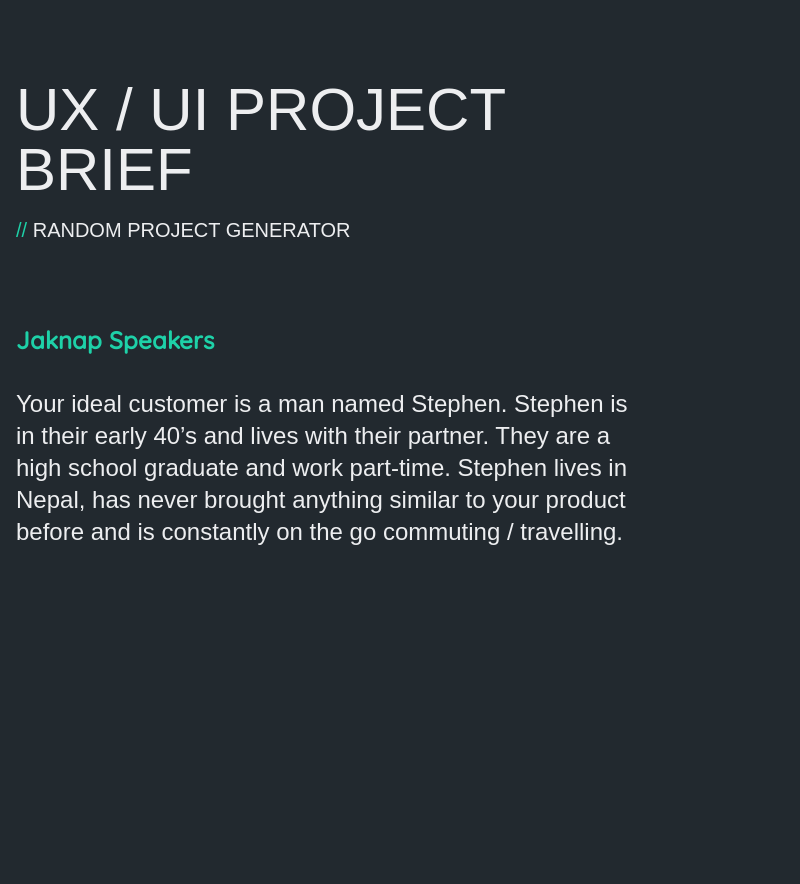 UX / UI PROJECT
BRIEF
// RANDOM PROJECT GENERATOR
Jaknap Speakers
Your ideal customer is a man named Stephen. Stephen is
in their early 40’s and lives with their partner. They are a
high school graduate and work part-time. Stephen lives in
Nepal, has never brought anything similar to your product
before and is constantly on the go commuting / travelling.